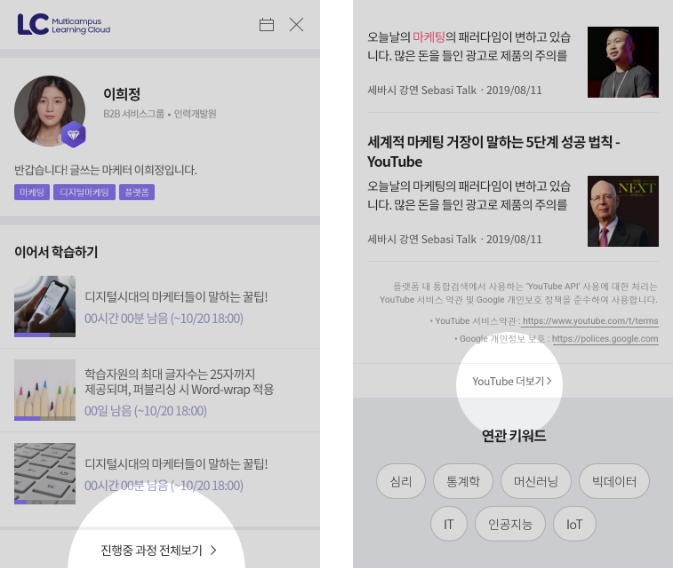 LC Multicampus
Learning Cloud
이희정
B2B 서비스그룹 • 인력개발원
반갑습니다! 글쓰는 마케터 이희정입니다.
마케팅 디지털마케팅 플랫폼
이어서 학습하기
디지털시대의 마케터들이 말하는 꿀팁!
00시간 00분 남음 (~10/20 18:00)
학습자원의 최대 글자수는 25자까지
제공되며, 퍼블리싱 시 Word-wrap 적용
00일 남음 (~10/20 18:00)
디지털시대의 마케터들이 말하는 꿀팁!
00시간 00분 남음 (~10/20 18:00)
진행중 과정 전체보기 >
오늘날의 마케팅의 패러다임이 변하고 있습
니다. 많은 돈을 들인 광고로 제품의 주의를
세바시 강연 Sebasi Talk · 2019/08/11
세계적 마케팅 거장이 말하는 5단계 성공 법칙 -
YouTube
오늘날의 마케팅의 패러다임이 변하고 있습
니다. 많은 돈을 들인 광고로 제품의 주의를
THE NEXT
세바시 강연 Sebasi Talk · 2019/08/11
플랫폼 내 통합검색에서 사용하는 'YouTube API' 사용에 대한 처리는
YouTube 서비스 약관 및 Google 개인보호 정책을 준수하여 사용합니다.
• YouTube 서비스약관 : https://www.youtube.com/t/terms
• Google 개인정보 보호 : https://polices.google.com
YouTube 더보기 >
연관 키워드
심리 통계학 머신러닝 빅데이터
IT 인공지능 IoT